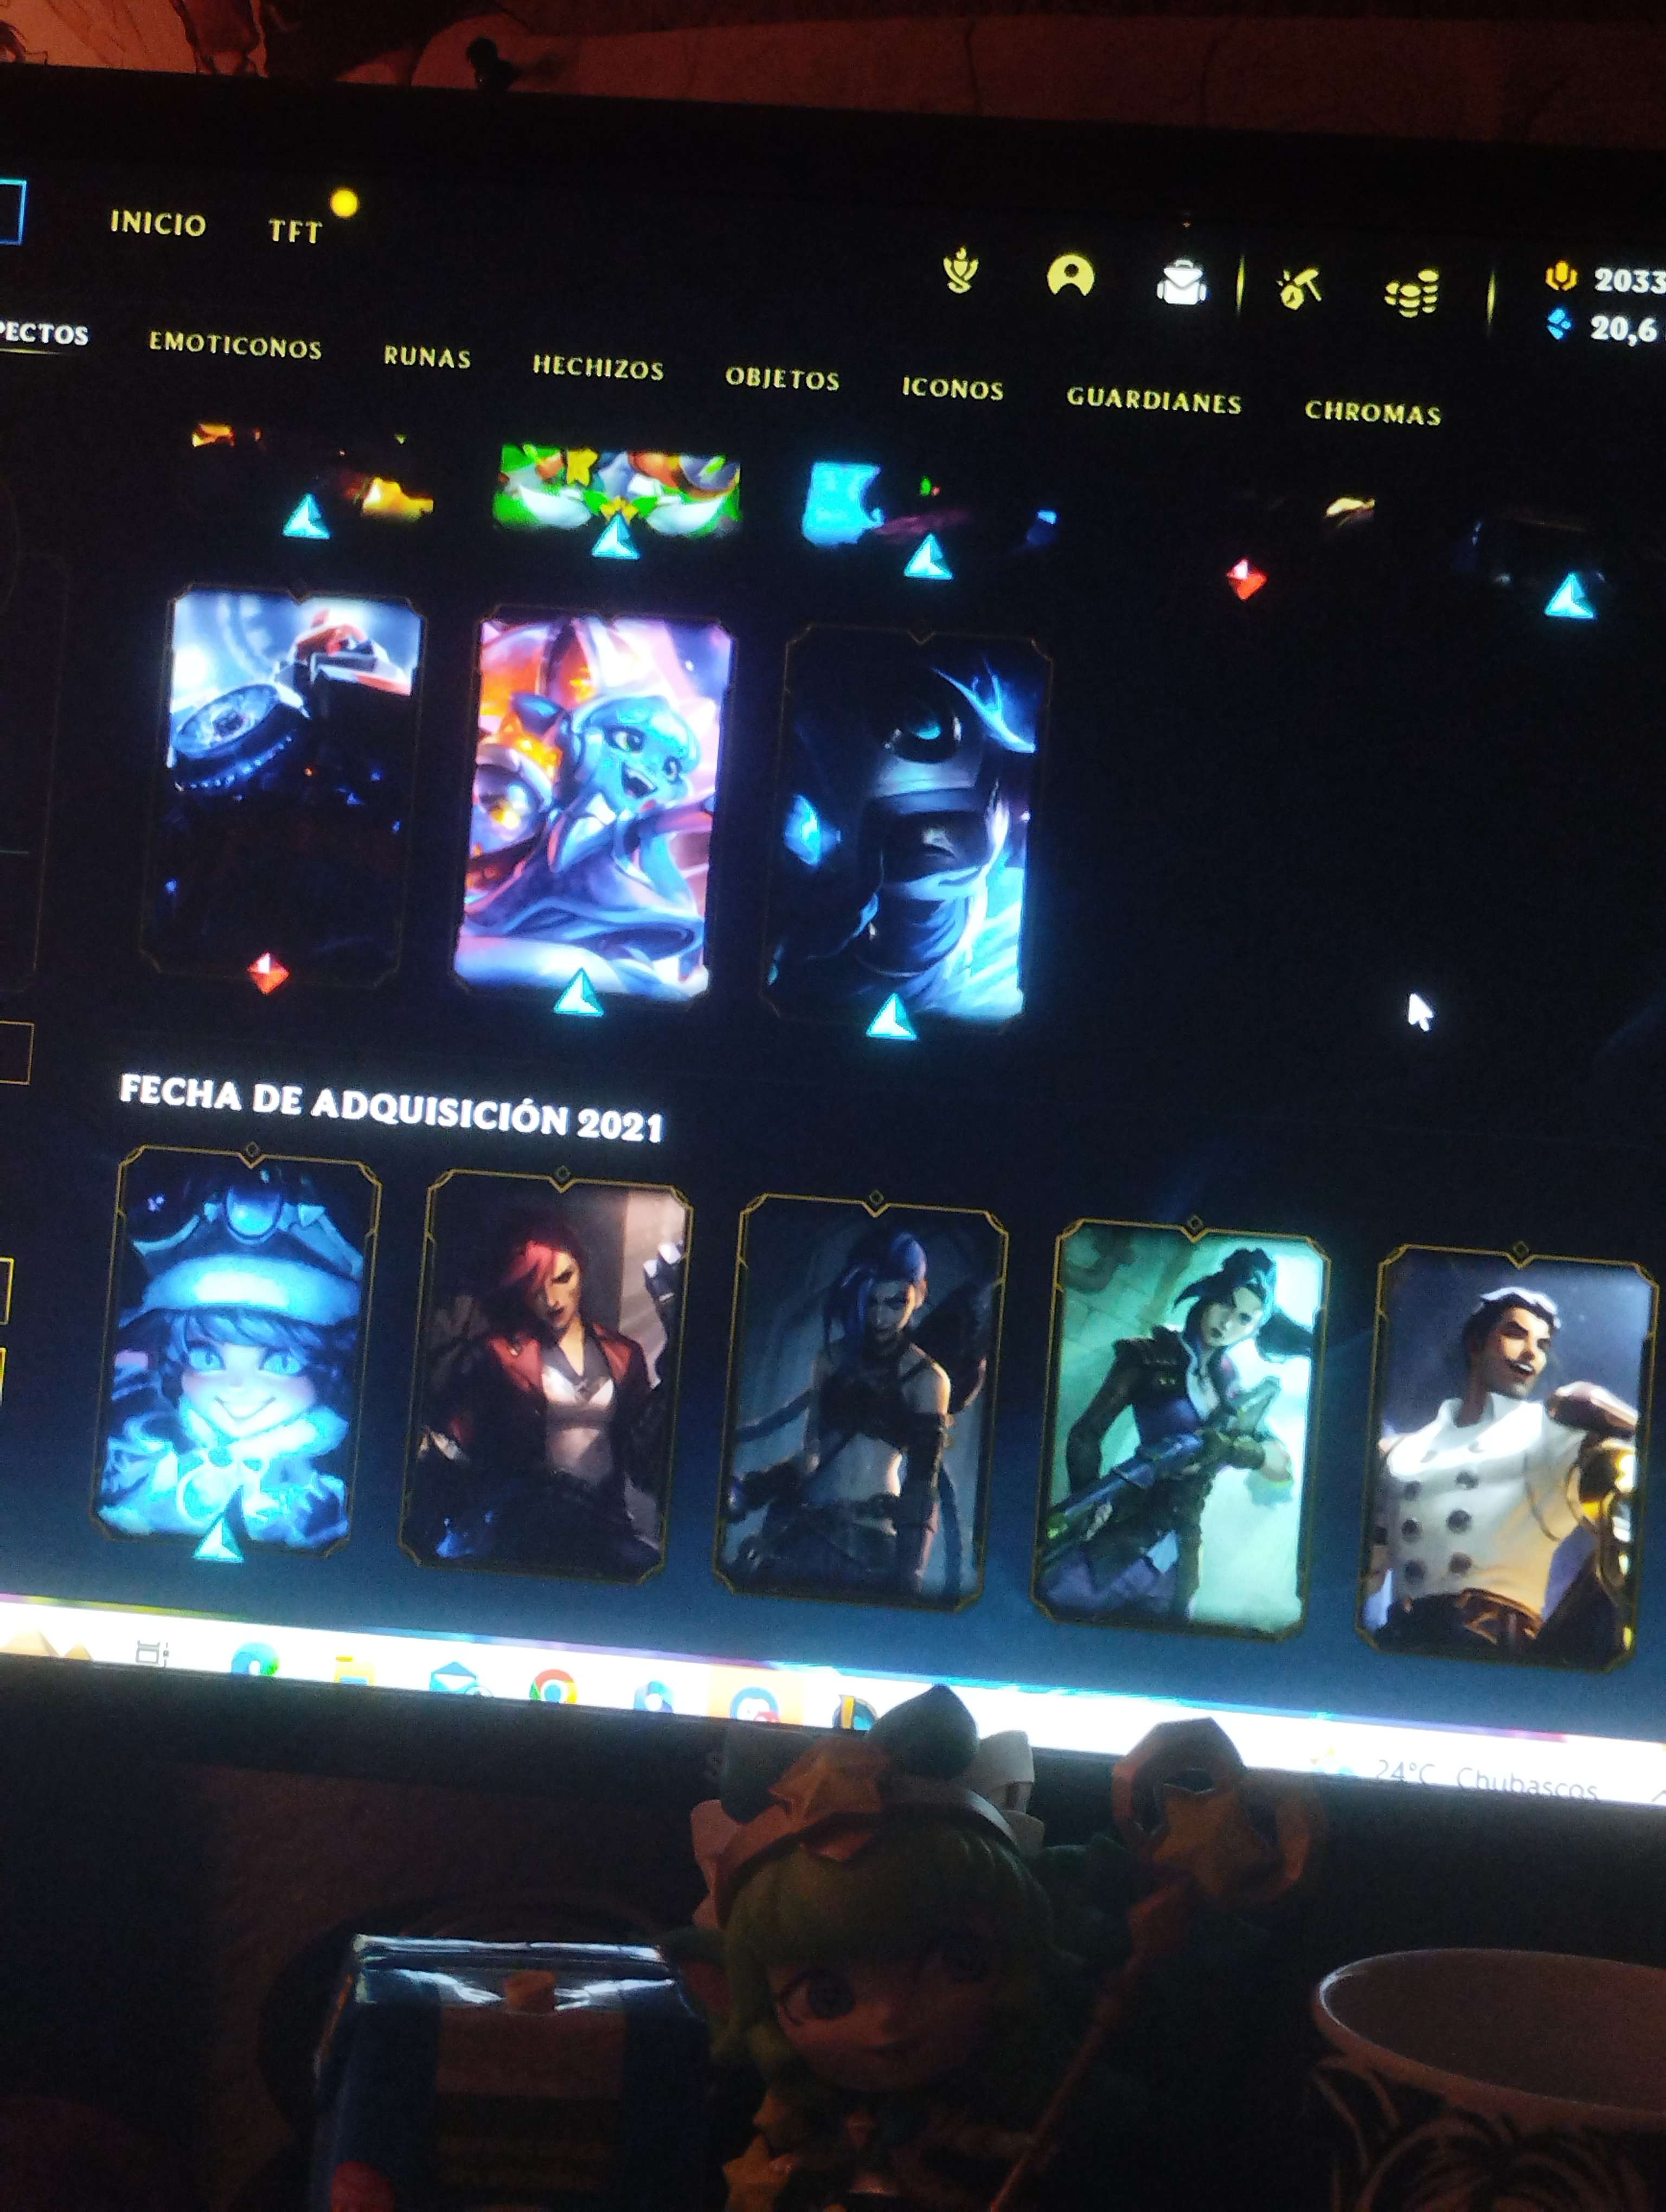 INICIO TFT
2033
20,6
PECTOS EMOTICONOS RUNAS HECHIZOS OBJETOS ICONOS GUARDIANES CHROMAS
FECHA DE ADQUISICIÓN 2021
24°C Chubascos